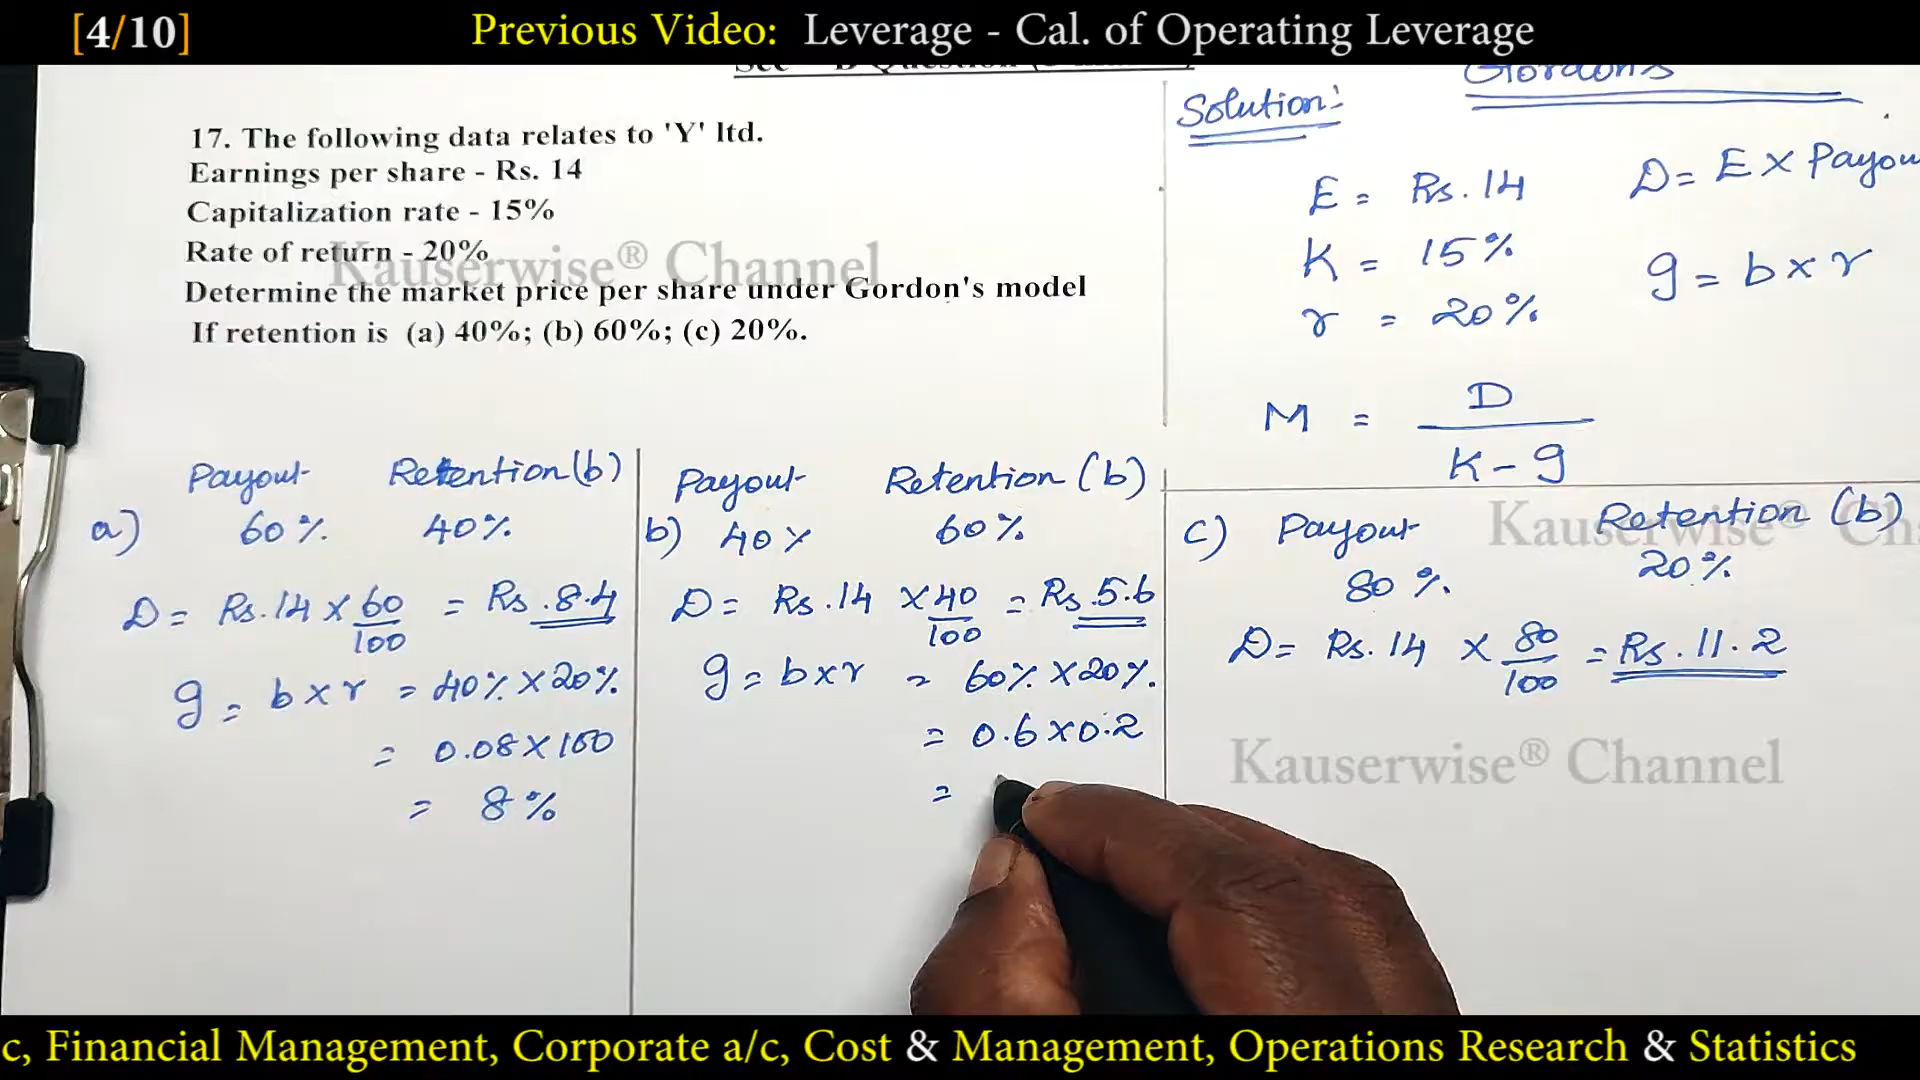 [4/10]
Previous Video: Leverage - Cal. of Operating Leverage
17. The following data relates to 'Y' ltd.
Earnings per share - Rs. 14
Capitalization rate - 15%
Rate of return - 20%
Kauserwise® Channel
Determine the market price per share under Gordon's model
If retention is (a) 40%; (b) 60%; (c) 20%.
Gordon's
Solution:
E = Rs. 14
D = E X Payou
K = 15%
g = b x r
r = 20%
M = D / K - g
Payout Retention (b)
a) 60% 40%
D = Rs. 14 X 60/100 = Rs. 8.4
g = b x r = 40% X 20%
= 0.08 X 100
= 8%
Payout Retention (b)
b) 40% 60%
D = Rs. 14 X 40/100 = Rs. 5.6
g = b x r = 60% X 20%.
= 0.6 X 0.2
=
Kauserwise® Ch
c) Payout Retention (b)
80% 20%
D = Rs. 14 X 80/100 = Rs. 11.2
Kauserwise® Channel
c, Financial Management, Corporate a/c, Cost & Management, Operations Research & Statistics